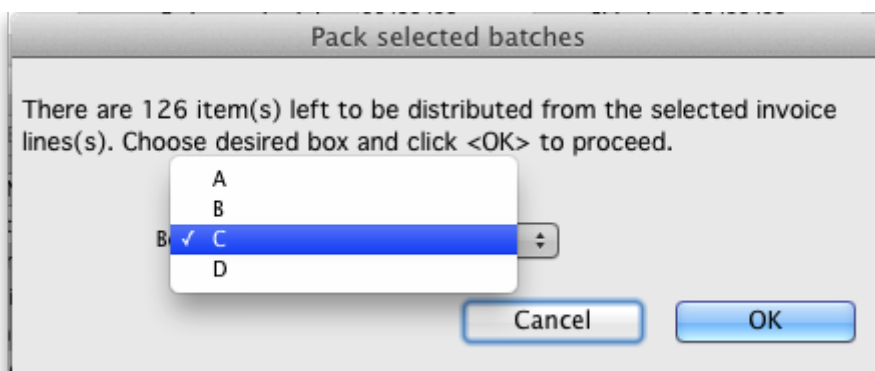 Pack selected batches
There are 126 item(s) left to be distributed from the selected invoice
lines(s). Choose desired box and click <OK> to proceed.
A
B
✓ C
D
Cancel OK